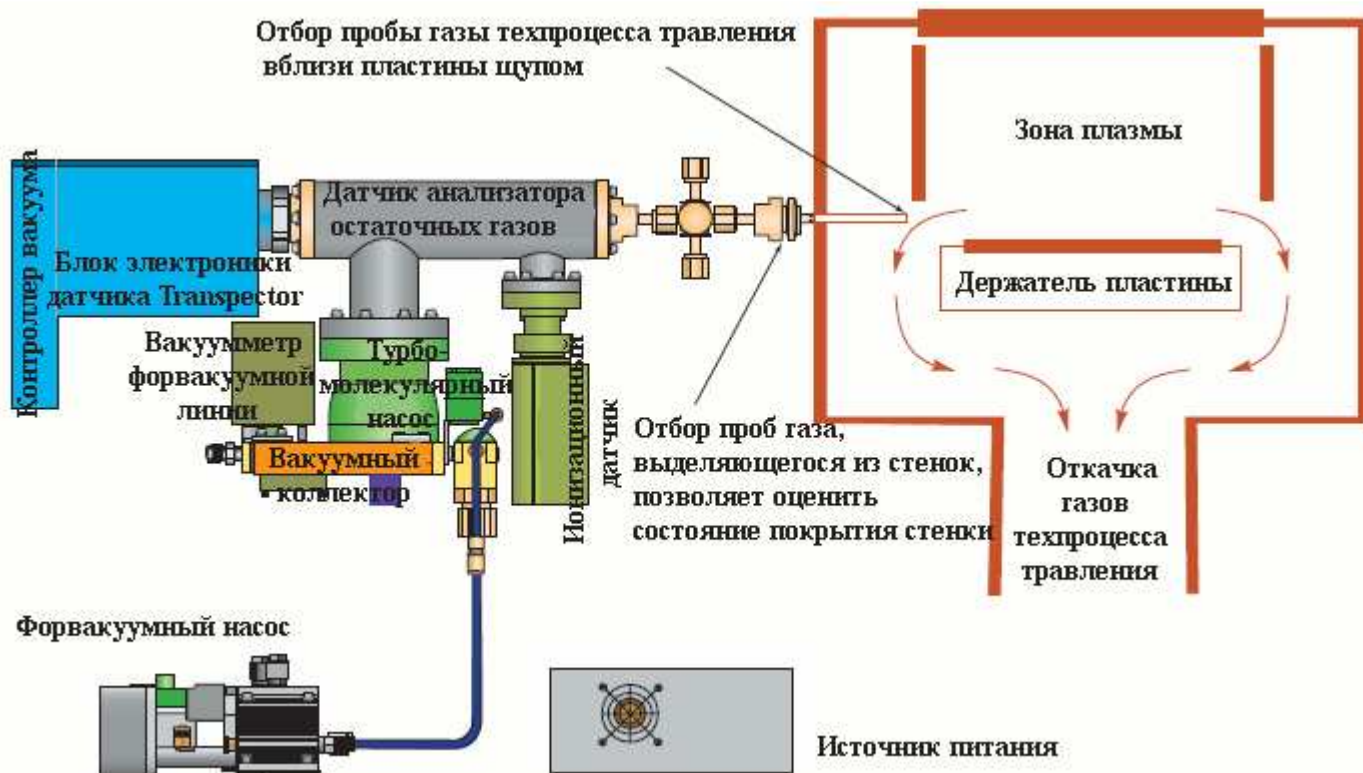 Отбор пробы газы техпроцесса травления
вблизи пластины щупом
Зона плазмы
Контроллер вакуума
Датчик анализатора
остаточных газов
Блок электроники
датчика Transpector
Держатель пластины
Вакуумметр
форвакуумной
линии
Турбо-
молекулярный
насос
Ионизационный
датчик
Вакуумный
коллектор
Отбор проб газа,
выделяющегося из стенок,
позволяет оценить
состояние покрытия стенки
Откачка
газов
техпроцесса
травления
Форвакуумный насос
Источник питания